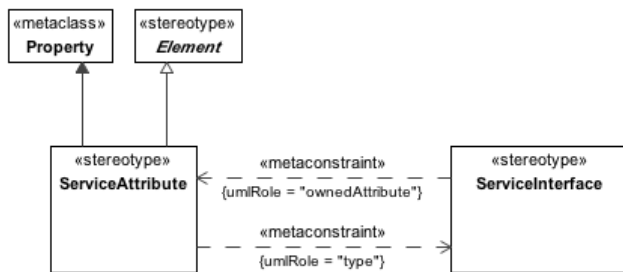 «metaclass»
Property
«stereotype»
Element
«stereotype»
ServiceAttribute
«metaconstraint»
{umlRole = "ownedAttribute"}
«metaconstraint»
{umlRole = "type"}
«stereotype»
ServiceInterface